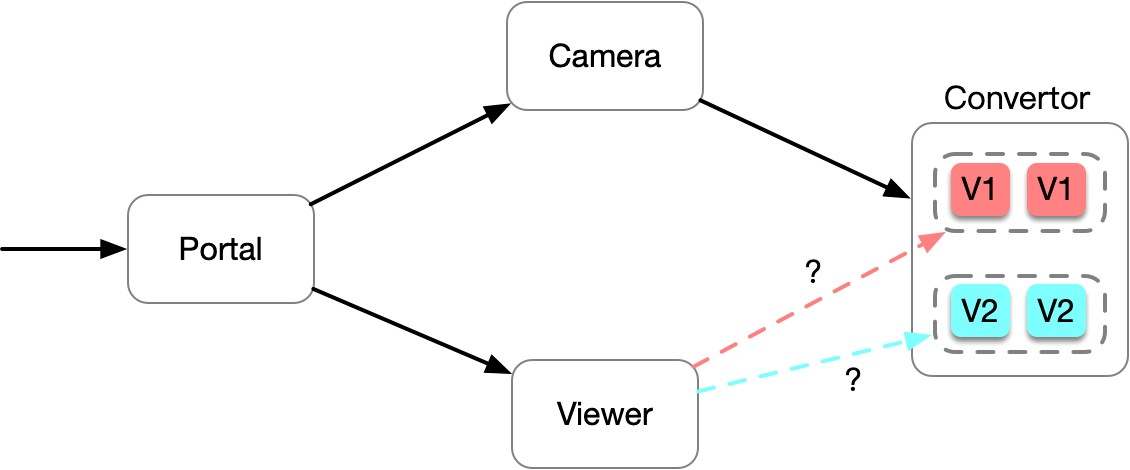 Camera
Convertor
V1 V1
Portal
?
V2 V2
?
Viewer